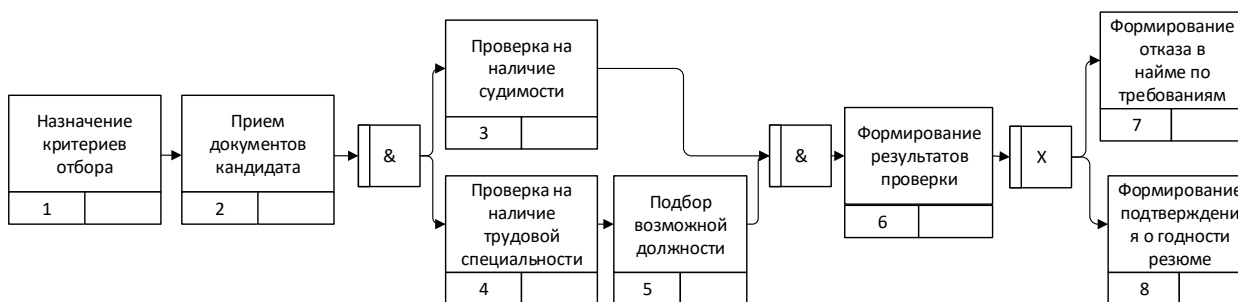 Назначение
критериев
отбора
1
Прием
документов
кандидата
2
&
Проверка на
наличие
судимости
3
Проверка на
наличие
трудовой
специальности
4
Подбор
возможной
должности
5
&
Формирование
результатов
проверки
6
X
Формирование
отказа в
найме по
требованиям
7
Формирование
подтверждени
я о годности
резюме
8